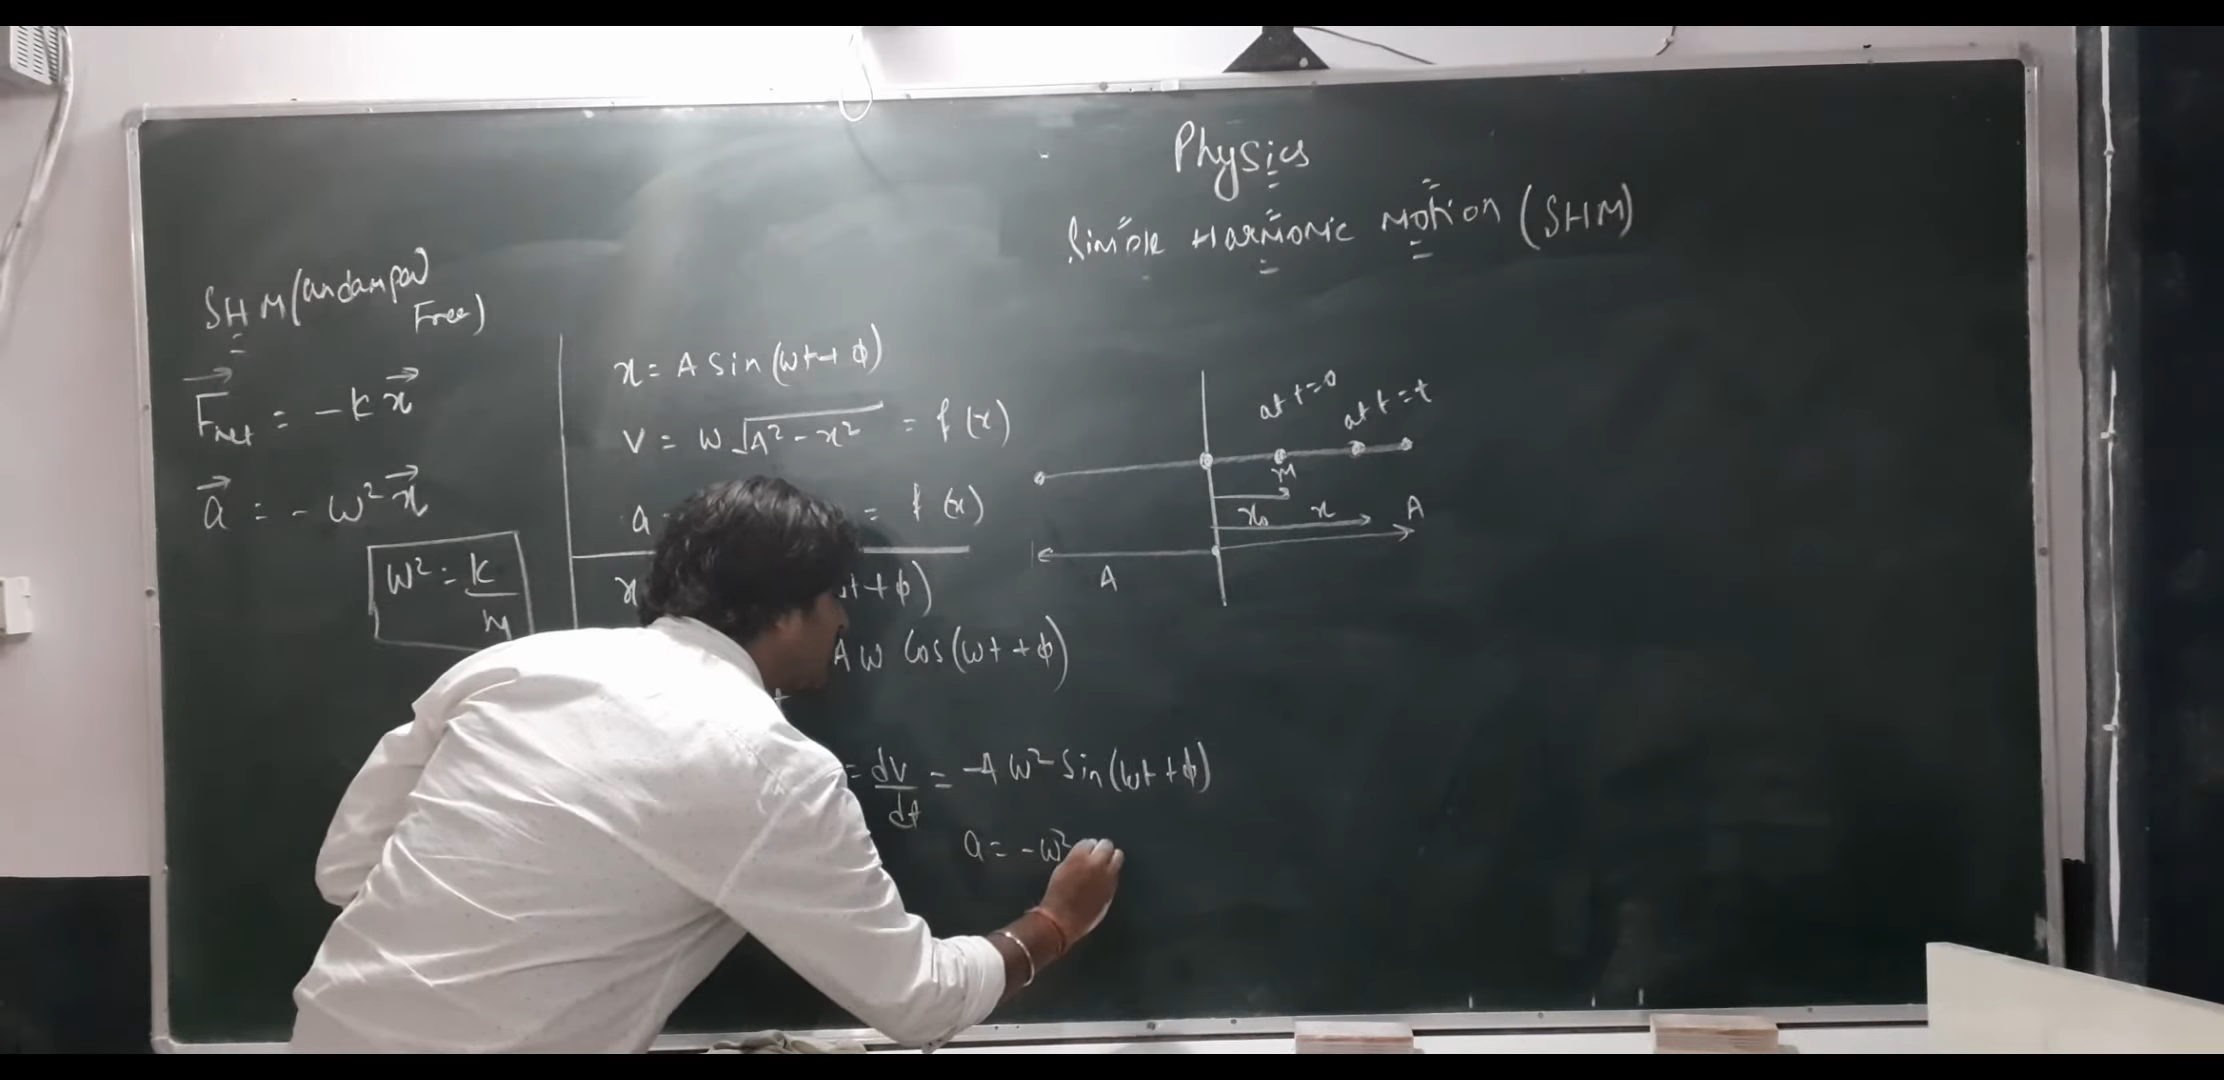 Physics
Simple Harmonic Motion (SHM)
SHM (undamped
Free)
F⃗net = -k x⃗
a⃗ = - ω² x⃗
ω² = k/m
x = A sin (ωt + ϕ)
v = ω √(A² - x²) = f (x)
a = f (x)
x ωt + ϕ)
A ω Cos (ωt + ϕ)
= dv/dt = -A ω² Sin (ωt + ϕ)
a = -ω²
at t=0
at t=t
m
x₀ x A
A